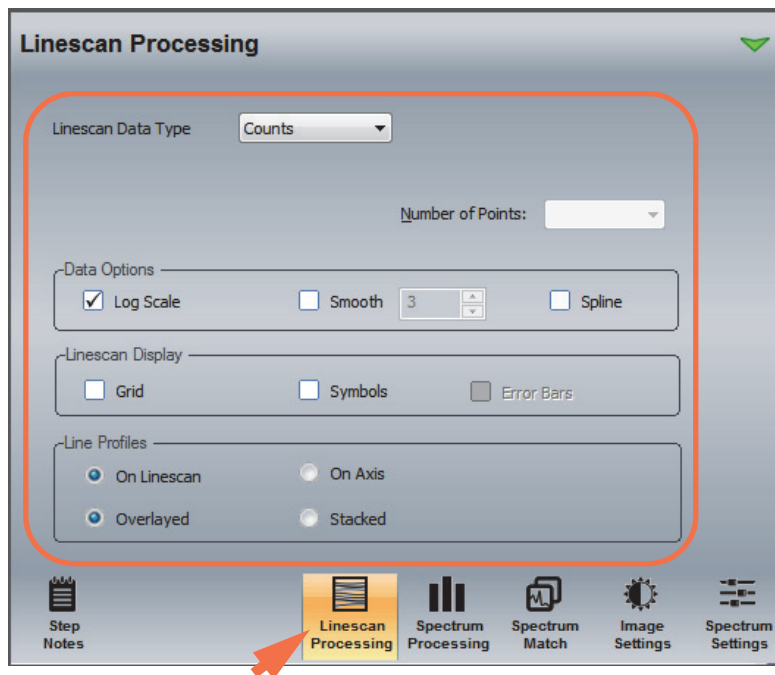 Linescan Processing
Linescan Data Type Counts
Number of Points:
Data Options
Log Scale Smooth 3 Spline
Linescan Display
Grid Symbols Error Bars
Line Profiles
On Linescan On Axis
Overlayed Stacked
Step Notes
Linescan Processing
Spectrum Processing
Spectrum Match
Image Settings
Spectrum Settings